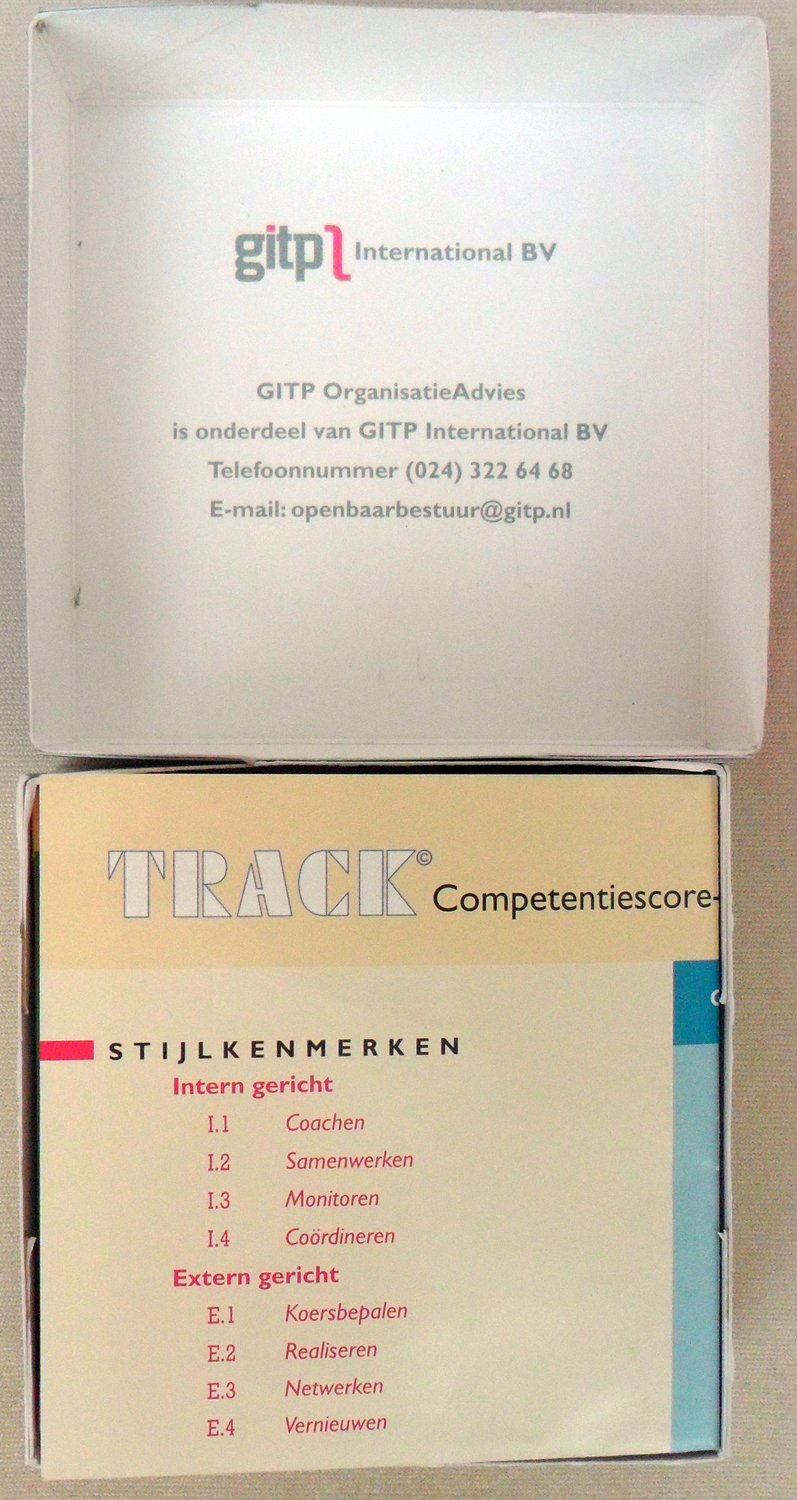 gitp International BV
GITP OrganisatieAdvies
is onderdeel van GITP International BV
Telefoonnummer (024) 322 64 68
E-mail: openbaarbestuur@gitp.nl
TRACK© Competentiescore-
STIJLKENMERKEN
Intern gericht
I.1 Coachen
I.2 Samenwerken
I.3 Monitoren
I.4 Coördineren
Extern gericht
E.1 Koersbepalen
E.2 Realiseren
E.3 Netwerken
E.4 Vernieuwen